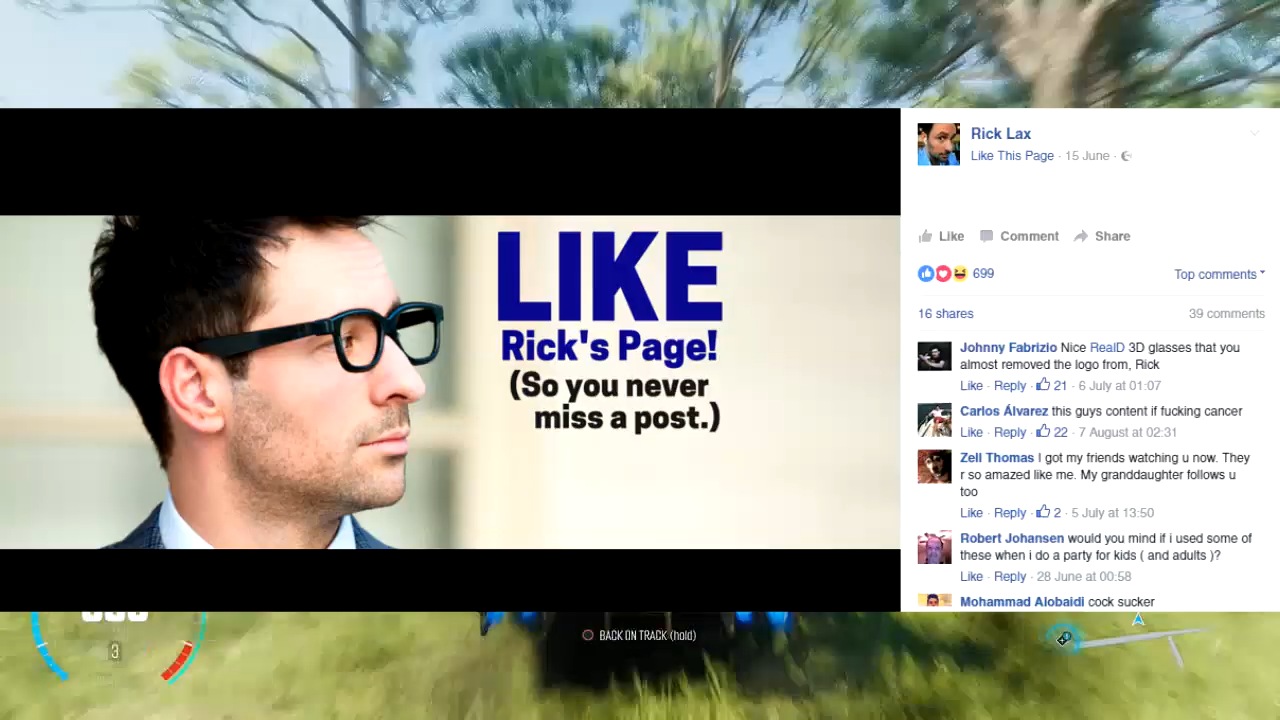 LIKE
Rick's Page!
(So you never
miss a post.)
Rick Lax
Like This Page · 15 June ·
Like Comment Share
699 Top comments
16 shares 39 comments
Johnny Fabrizio Nice RealD 3D glasses that you
almost removed the logo from, Rick
Like · Reply · 21 · 6 July at 01:07
Carlos Álvarez this guys content if fucking cancer
Like · Reply · 22 · 7 August at 02:31
Zell Thomas I got my friends watching u now. They
r so amazed like me. My granddaughter follows u
too
Like · Reply · 2 · 5 July at 13:50
Robert Johansen would you mind if i used some of
these when i do a party for kids ( and adults )?
Like · Reply · 28 June at 00:58
Mohammad Alobaidi cock sucker
3
BACK ON TRACK (hold)